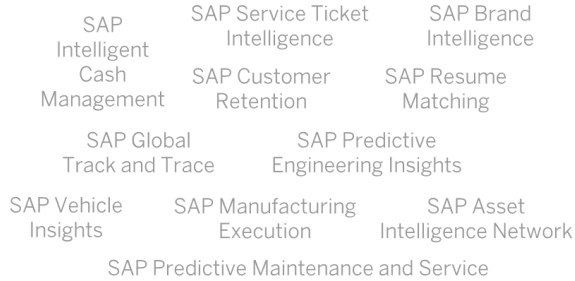 SAP
Intelligent
Cash
Management
SAP Service Ticket
Intelligence
SAP Brand
Intelligence
SAP Customer
Retention
SAP Resume
Matching
SAP Global
Track and Trace
SAP Predictive
Engineering Insights
SAP Vehicle
Insights
SAP Manufacturing
Execution
SAP Asset
Intelligence Network
SAP Predictive Maintenance and Service